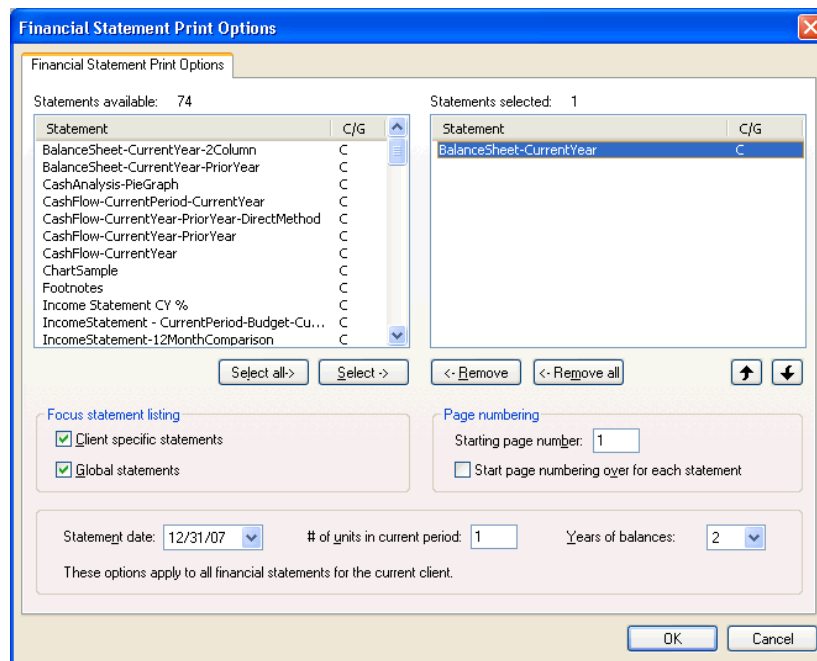 Financial Statement Print Options
Financial Statement Print Options
Statements available: 74
Statement C/G
BalanceSheet-CurrentYear-2Column C
BalanceSheet-CurrentYear-PriorYear C
CashAnalysis-PieGraph C
CashFlow-CurrentPeriod-CurrentYear C
CashFlow-CurrentYear-PriorYear-DirectMethod C
CashFlow-CurrentYear-PriorYear C
CashFlow-CurrentYear C
ChartSample C
Footnotes C
Income Statement CY % C
IncomeStatement - CurrentPeriod-Budget-Cu... C
IncomeStatement-12MonthComparison C
Select all->
Select ->
Statements selected: 1
Statement C/G
BalanceSheet-CurrentYear C
<- Remove
<- Remove all
Focus statement listing
Client specific statements
Global statements
Page numbering
Starting page number: 1
Start page numbering over for each statement
Statement date: 12/31/07 # of units in current period: 1 Years of balances: 2
These options apply to all financial statements for the current client.
OK
Cancel